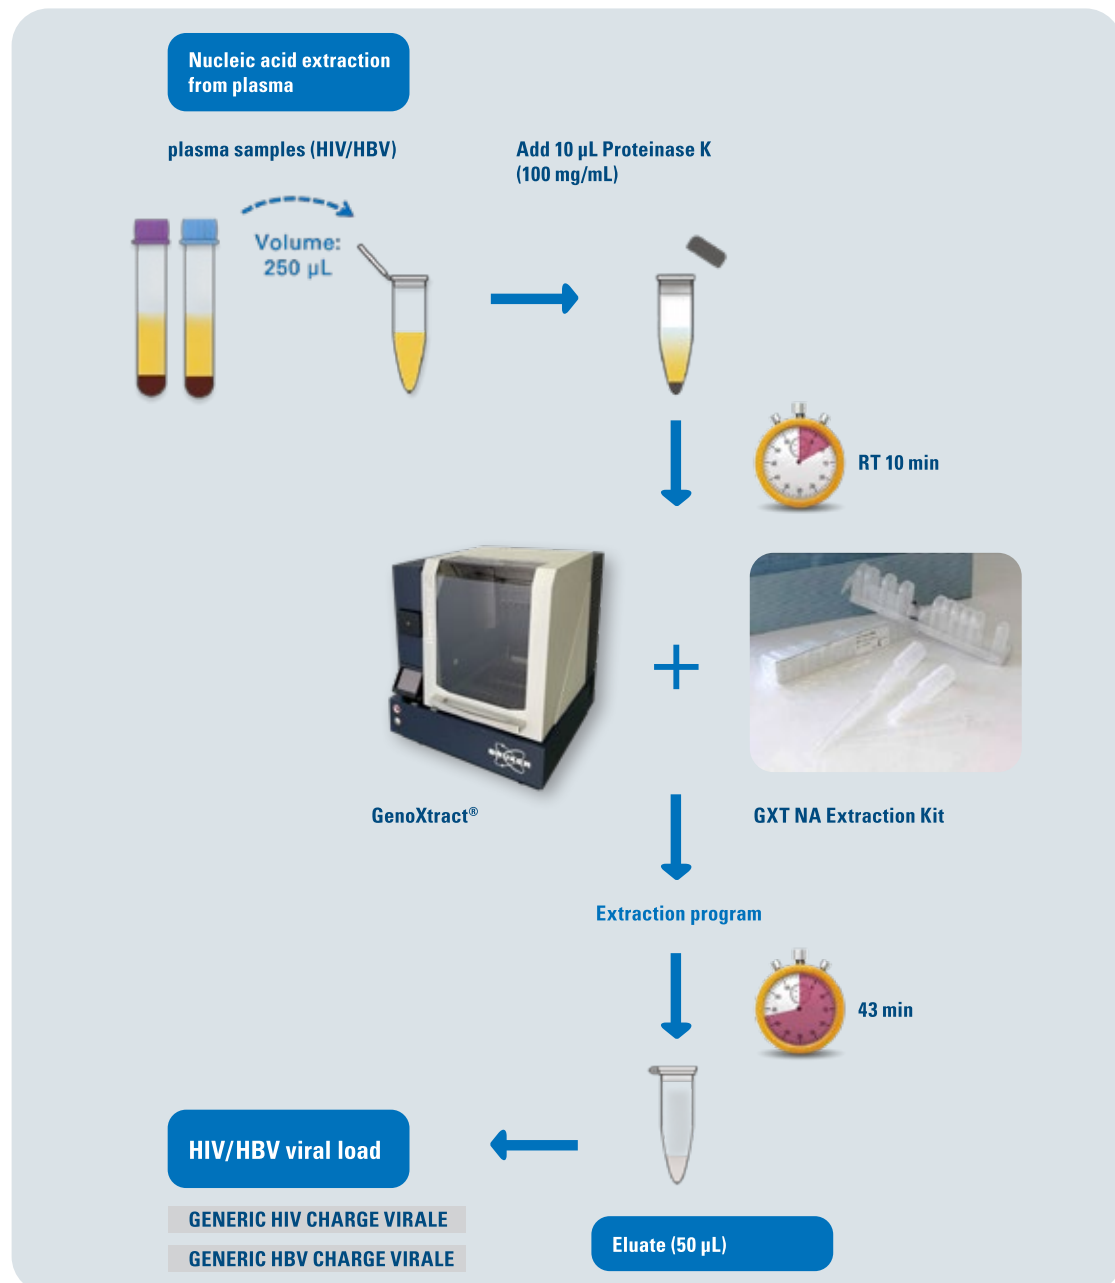 Nucleic acid extraction
from plasma
plasma samples (HIV/HBV)
Add 10 µL Proteinase K
(100 mg/mL)
Volume:
250 µL
RT 10 min
BRUKER
GenoXtract®
GXT NA Extraction Kit
Extraction program
43 min
HIV/HBV viral load
GENERIC HIV CHARGE VIRALE
GENERIC HBV CHARGE VIRALE
Eluate (50 µL)